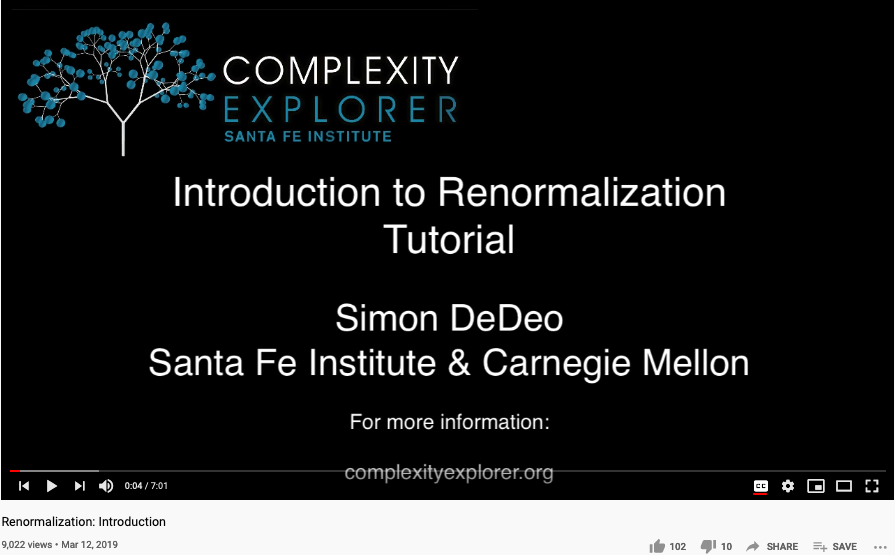 COMPLEXITY
EXPLORER
SANTA FE INSTITUTE
Introduction to Renormalization
Tutorial
Simon DeDeo
Santa Fe Institute & Carnegie Mellon
For more information:
complexityexplorer.org
0:04 / 7:01
CC
Renormalization: Introduction
9,022 views • Mar 12, 2019
102 10 SHARE SAVE